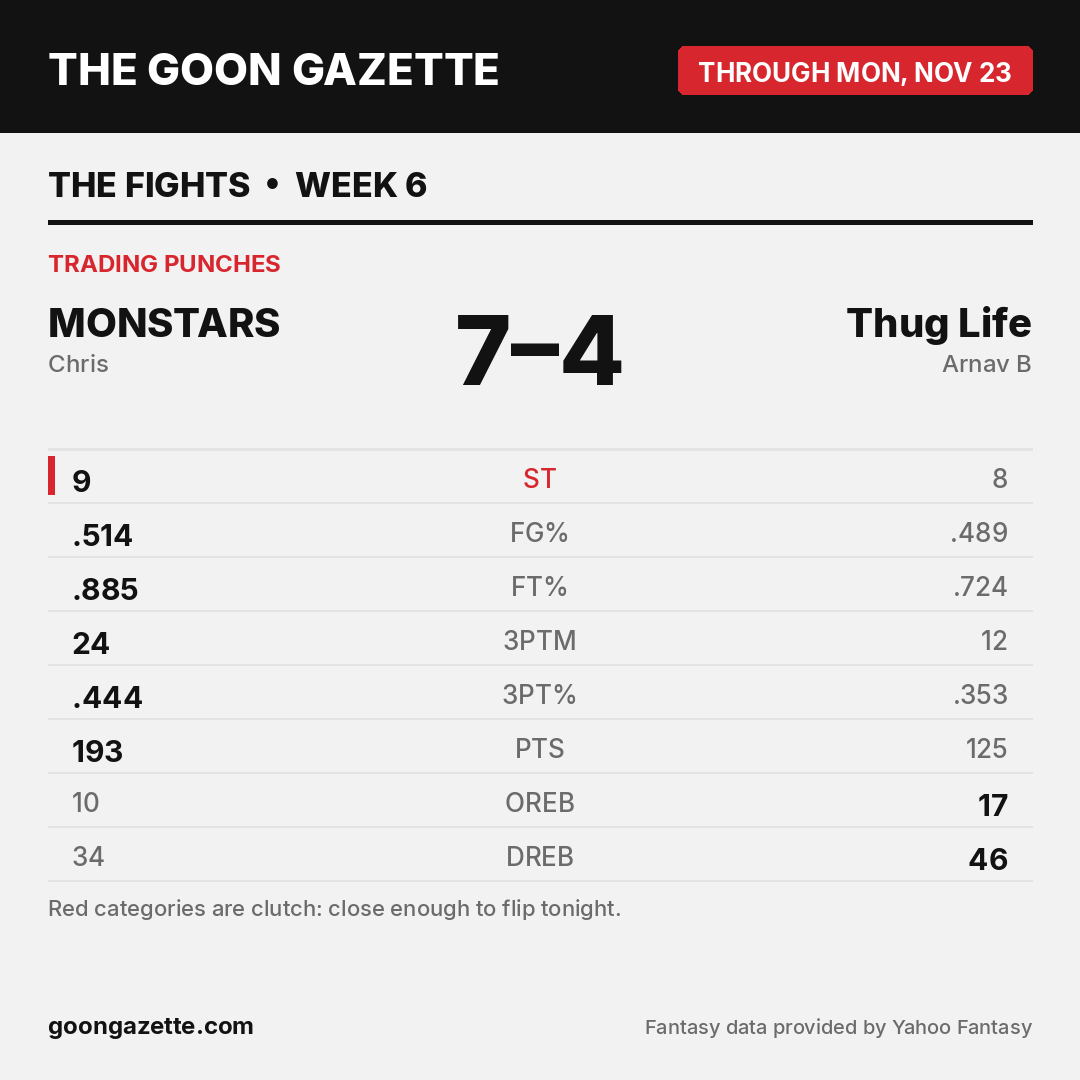 THE GOON GAZETTE
THROUGH MON, NOV 23
THE FIGHTS • WEEK 6
TRADING PUNCHES
MONSTARS 7–4 Thug Life
Chris Arnav B
9 ST 8
.514 FG% .489
.885 FT% .724
24 3PTM 12
.444 3PT% .353
193 PTS 125
10 OREB 17
34 DREB 46
Red categories are clutch: close enough to flip tonight.
goongazette.com Fantasy data provided by Yahoo Fantasy